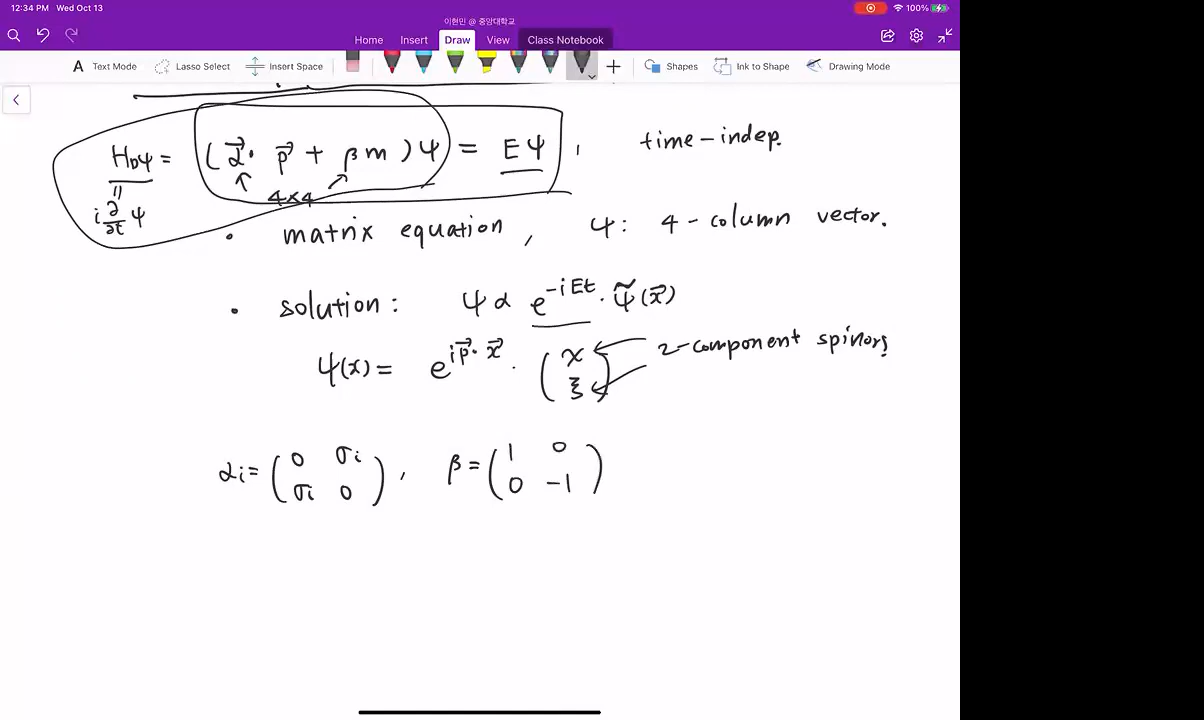 12:34 PM Wed Oct 13
100%
이현민 @ 중앙대학교
Home Insert Draw View Class Notebook
A Text Mode Lasso Select Insert Space Shapes Ink to Shape Drawing Mode
H_Dψ = (α⃗ · p⃗ + βm)ψ = Eψ , time-indep.
॥
i ∂/∂t ψ
4×4
• matrix equation , ψ : 4-column vector.
• solution : ψ ∝ e^{-iEt} · ψ̃(x⃗)
ψ(x) = e^{ip⃗·x⃗} · (χ ξ) 2-component spinors
αi = (0 σi σi 0) , β = (1 0 0 -1)